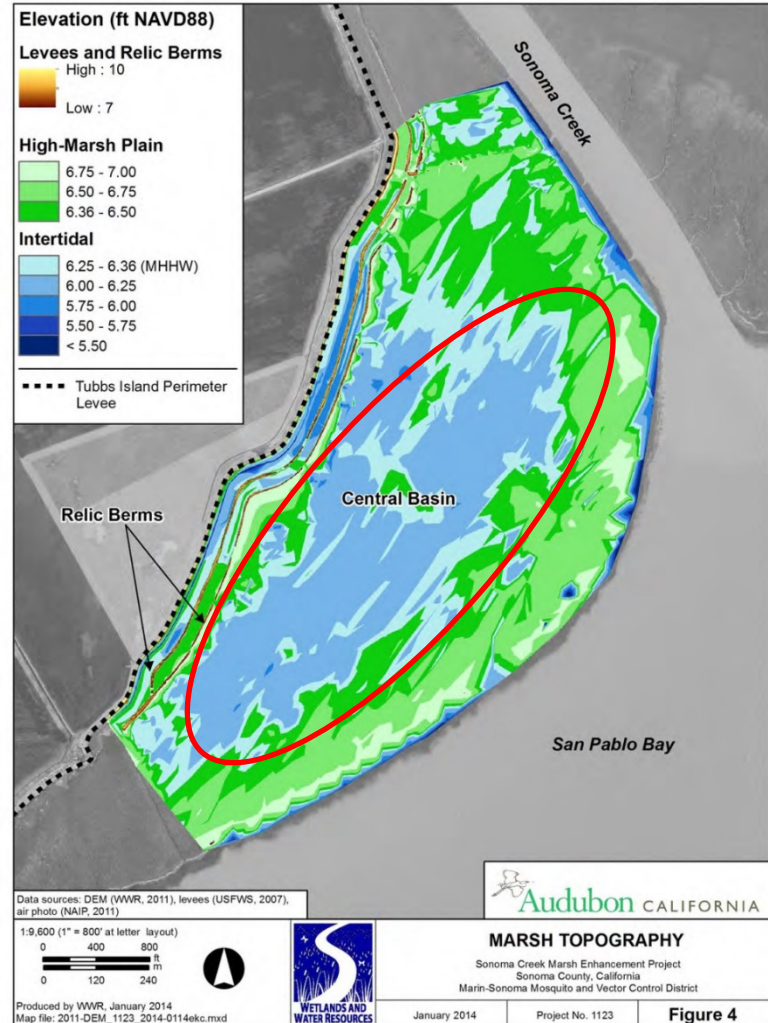 Elevation (ft NAVD88)
Levees and Relic Berms
High : 10
Low : 7
High-Marsh Plain
6.75 - 7.00
6.50 - 6.75
6.36 - 6.50
Intertidal
6.25 - 6.36 (MHHW)
6.00 - 6.25
5.75 - 6.00
5.50 - 5.75
< 5.50
Tubbs Island Perimeter
Levee
Sonoma Creek
Central Basin
Relic Berms
San Pablo Bay
Data sources: DEM (WWR, 2011), levees (USFWS, 2007),
air photo (NAIP, 2011)
Audubon CALIFORNIA
1:9,600 (1" = 800' at letter layout)
0 400 800
ft
m
0 120 240
Produced by WWR, January 2014
Map file: 2011-DEM_1123_2014-0114ekc.mxd
WETLANDS AND
WATER RESOURCES
MARSH TOPOGRAPHY
Sonoma Creek Marsh Enhancement Project
Sonoma County, California
Marin-Sonoma Mosquito and Vector Control District
January 2014
Project No. 1123
Figure 4